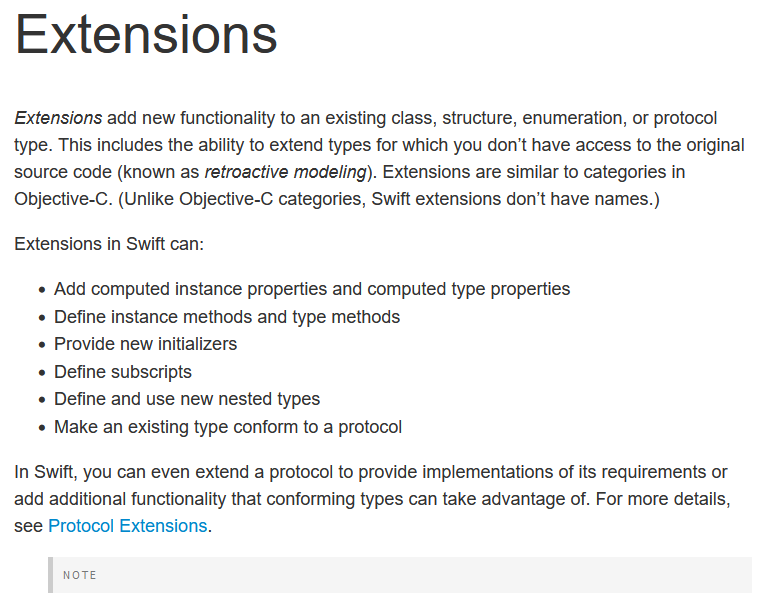 Extensions
Extensions add new functionality to an existing class, structure, enumeration, or protocol
type. This includes the ability to extend types for which you don’t have access to the original
source code (known as retroactive modeling). Extensions are similar to categories in
Objective-C. (Unlike Objective-C categories, Swift extensions don’t have names.)
Extensions in Swift can:
• Add computed instance properties and computed type properties
• Define instance methods and type methods
• Provide new initializers
• Define subscripts
• Define and use new nested types
• Make an existing type conform to a protocol
In Swift, you can even extend a protocol to provide implementations of its requirements or
add additional functionality that conforming types can take advantage of. For more details,
see Protocol Extensions.
NOTE